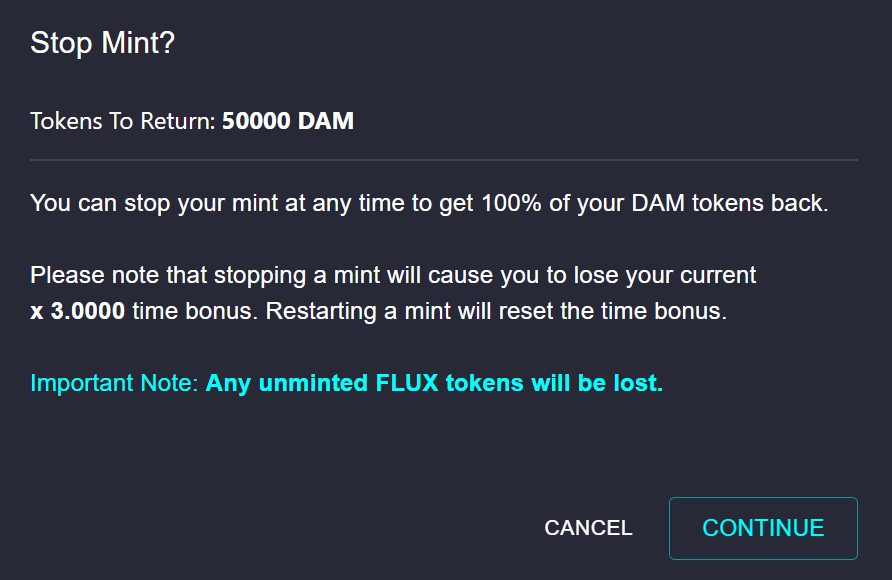 Stop Mint?
Tokens To Return: 50000 DAM
You can stop your mint at any time to get 100% of your DAM tokens back.
Please note that stopping a mint will cause you to lose your current
x 3.0000 time bonus. Restarting a mint will reset the time bonus.
Important Note: Any unminted FLUX tokens will be lost.
CANCEL CONTINUE